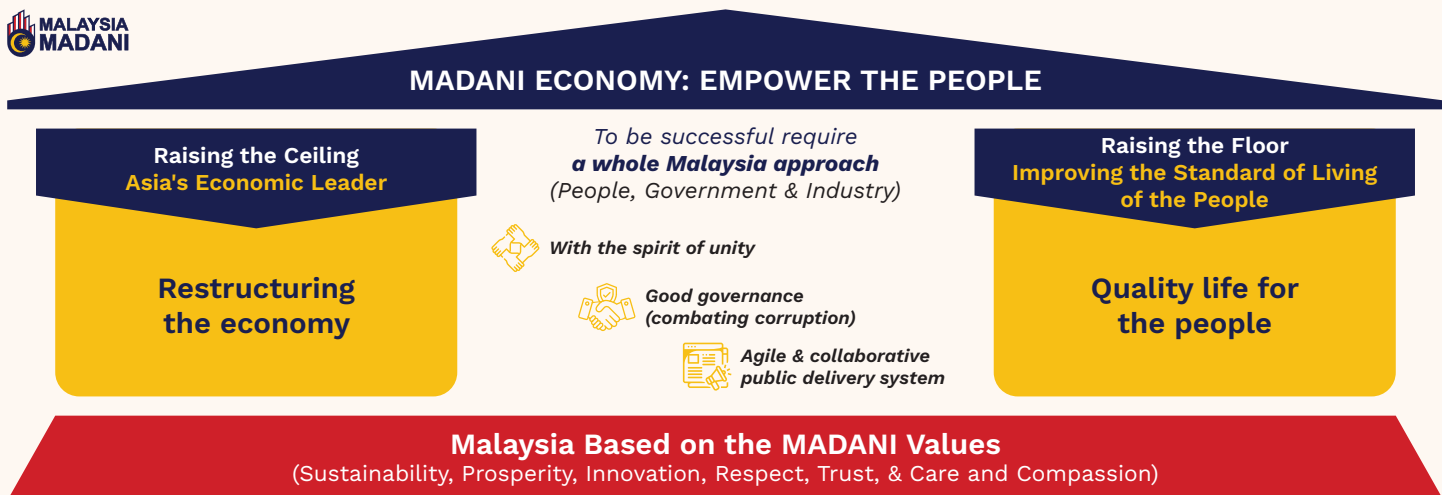 MALAYSIA
MADANI
MADANI ECONOMY: EMPOWER THE PEOPLE
Raising the Ceiling
Asia's Economic Leader
Restructuring
the economy
To be successful require
a whole Malaysia approach
(People, Government & Industry)
With the spirit of unity
Good governance
(combating corruption)
Agile & collaborative
public delivery system
Raising the Floor
Improving the Standard of Living
of the People
Quality life for
the people
Malaysia Based on the MADANI Values
(Sustainability, Prosperity, Innovation, Respect, Trust, & Care and Compassion)